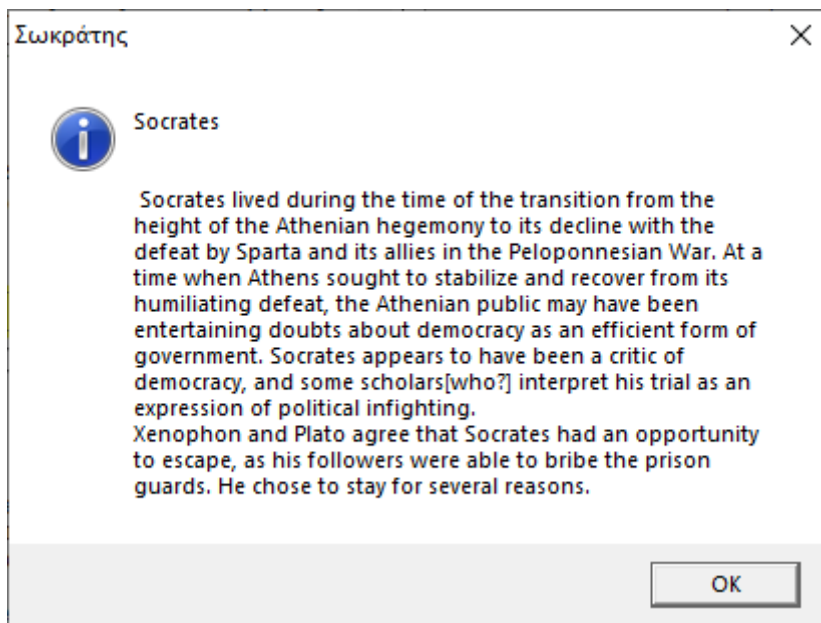 Σωκράτης
Socrates
Socrates lived during the time of the transition from the
height of the Athenian hegemony to its decline with the
defeat by Sparta and its allies in the Peloponnesian War. At a
time when Athens sought to stabilize and recover from its
humiliating defeat, the Athenian public may have been
entertaining doubts about democracy as an efficient form of
government. Socrates appears to have been a critic of
democracy, and some scholars[who?] interpret his trial as an
expression of political infighting.
Xenophon and Plato agree that Socrates had an opportunity
to escape, as his followers were able to bribe the prison
guards. He chose to stay for several reasons.
OK